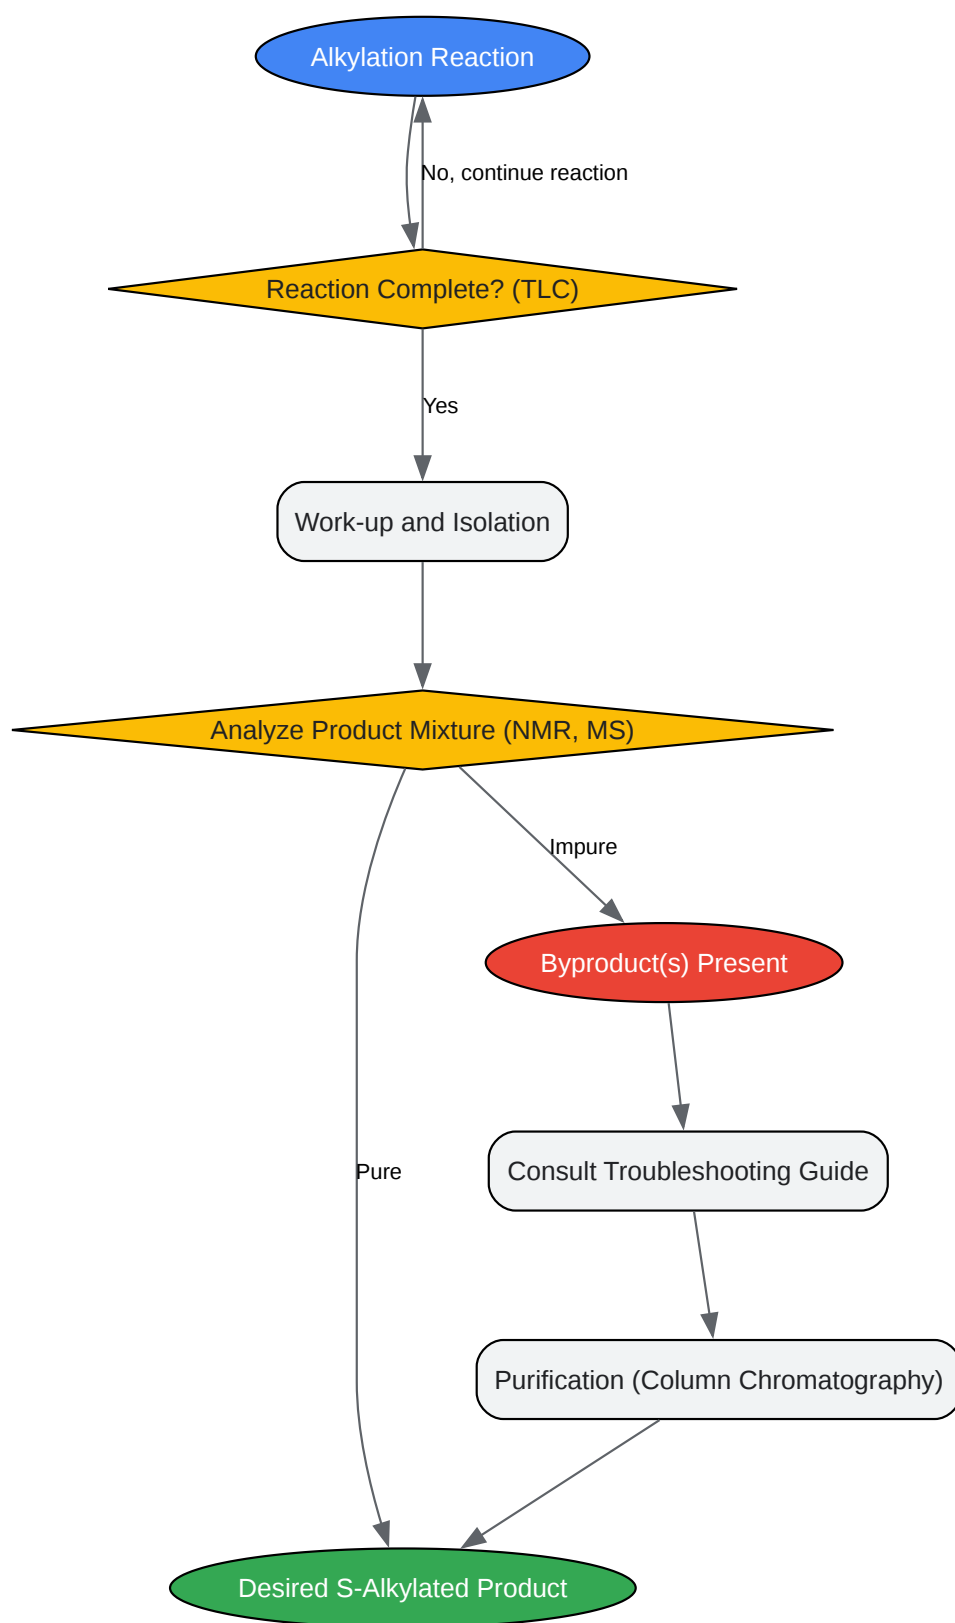 Alkylation Reaction
No, continue reaction
Reaction Complete? (TLC)
Yes
Work-up and Isolation
Analyze Product Mixture (NMR, MS)
Impure
Byproduct(s) Present
Pure
Consult Troubleshooting Guide
Purification (Column Chromatography)
Desired S-Alkylated Product